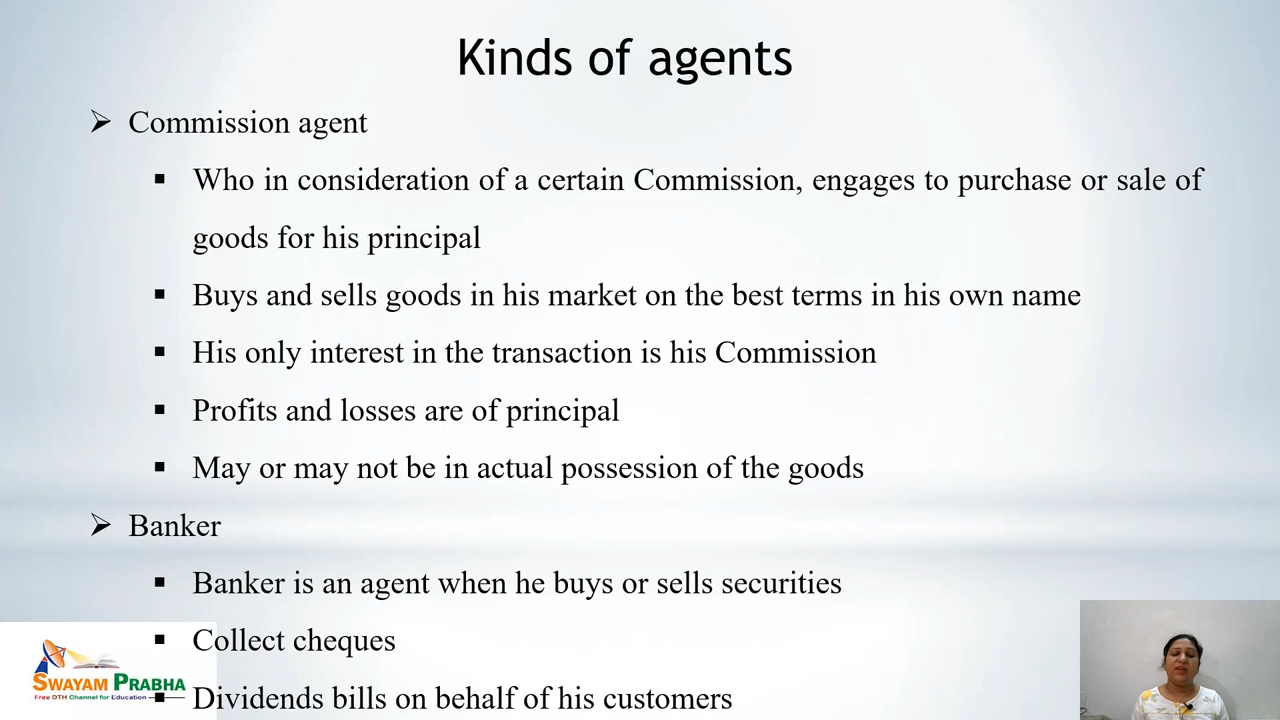 Kinds of agents
➢ Commission agent
▪ Who in consideration of a certain Commission, engages to purchase or sale of
goods for his principal
▪ Buys and sells goods in his market on the best terms in his own name
▪ His only interest in the transaction is his Commission
▪ Profits and losses are of principal
▪ May or may not be in actual possession of the goods
➢ Banker
▪ Banker is an agent when he buys or sells securities
▪ Collect cheques
▪ Dividends bills on behalf of his customers
SWAYAM PRABHA
Free DTH Channel for Education